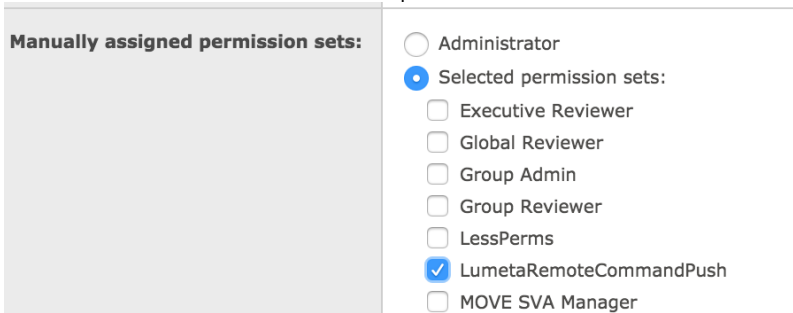 Manually assigned permission sets:
Administrator
Selected permission sets:
Executive Reviewer
Global Reviewer
Group Admin
Group Reviewer
LessPerms
LumetaRemoteCommandPush
MOVE SVA Manager